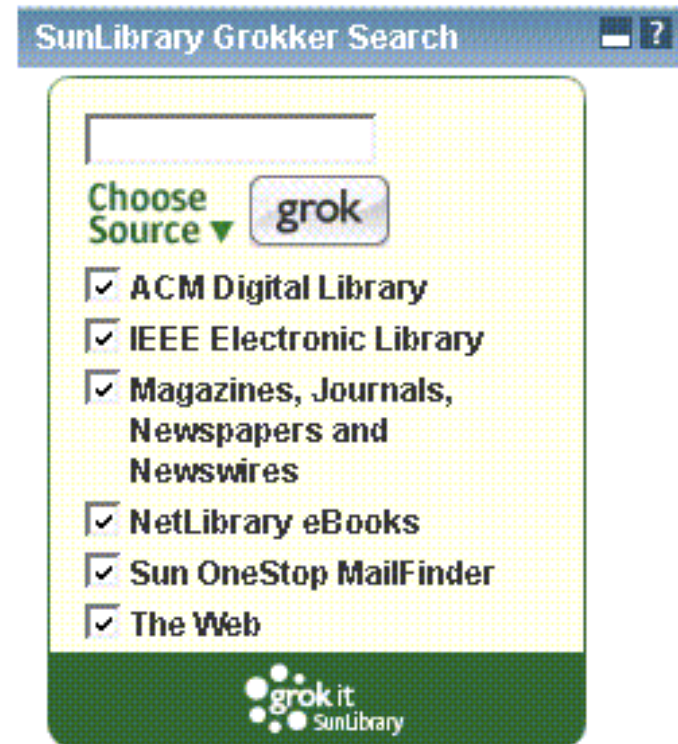 SunLibrary Grokker Search
?
Choose
Source ▼
grok
ACM Digital Library
IEEE Electronic Library
Magazines, Journals,
Newspapers and
Newswires
NetLibrary eBooks
Sun OneStop MailFinder
The Web
grok it
SunLibrary